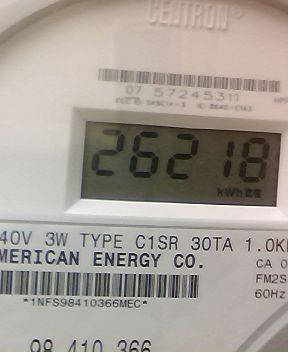 CENTRON®
07 57245311
26218
kWh
40V 3W TYPE C1SR 30TA 1.0K
MERICAN ENERGY CO.
CA 0
FM2S
60Hz
*1NFS98410366MEC*
98 410 366